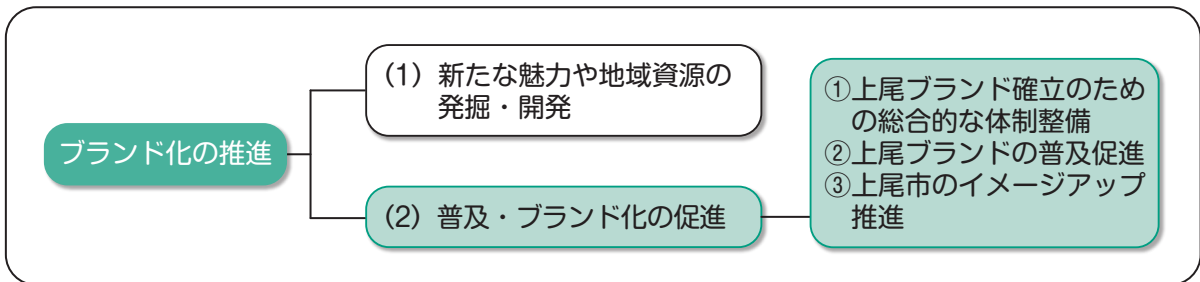 ブランド化の推進
(1) 新たな魅力や地域資源の
発掘・開発
(2) 普及・ブランド化の促進
①上尾ブランド確立のため
の総合的な体制整備
②上尾ブランドの普及促進
③上尾市のイメージアップ
推進